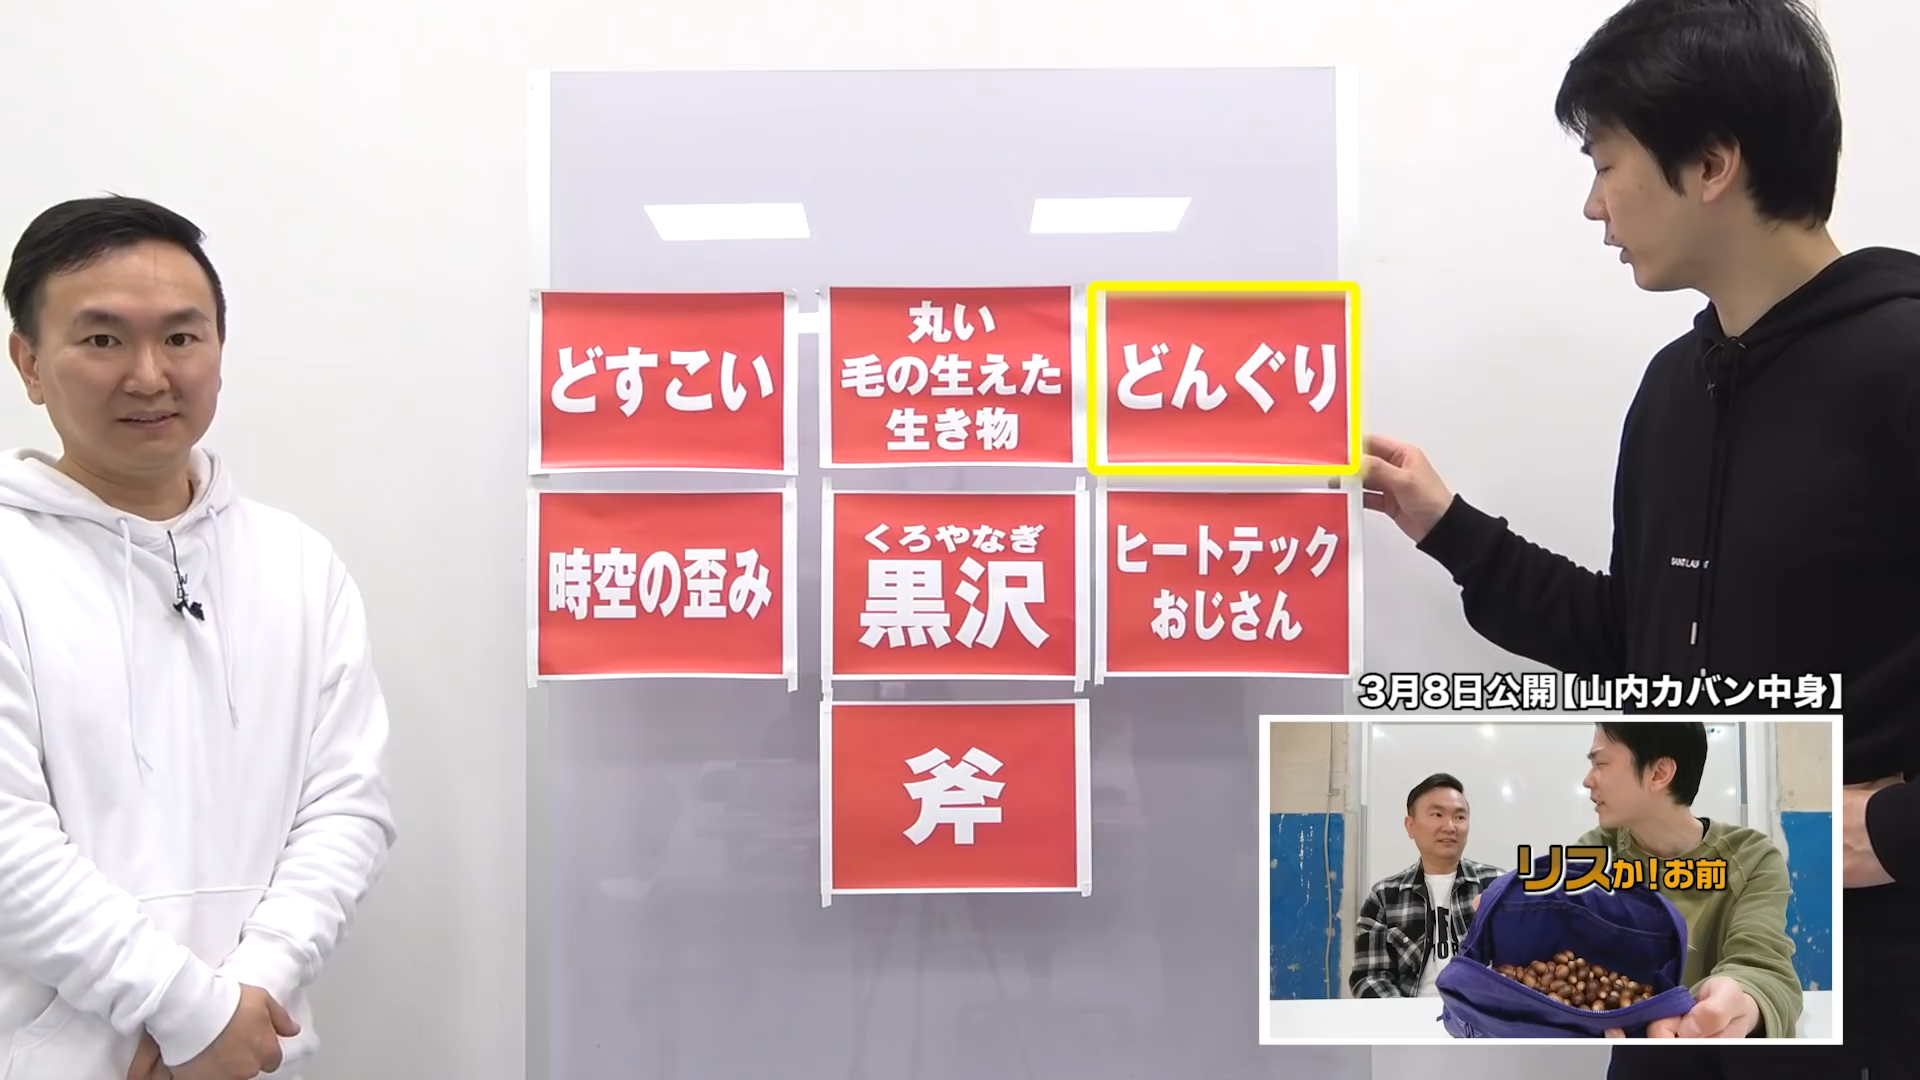 どすこい
丸い
毛の生えた
生き物
どんぐり
時空の歪み
くろやなぎ
黒沢
ヒートテック
おじさん
斧
3月8日公開【山内カバン中身】
リスか!お前